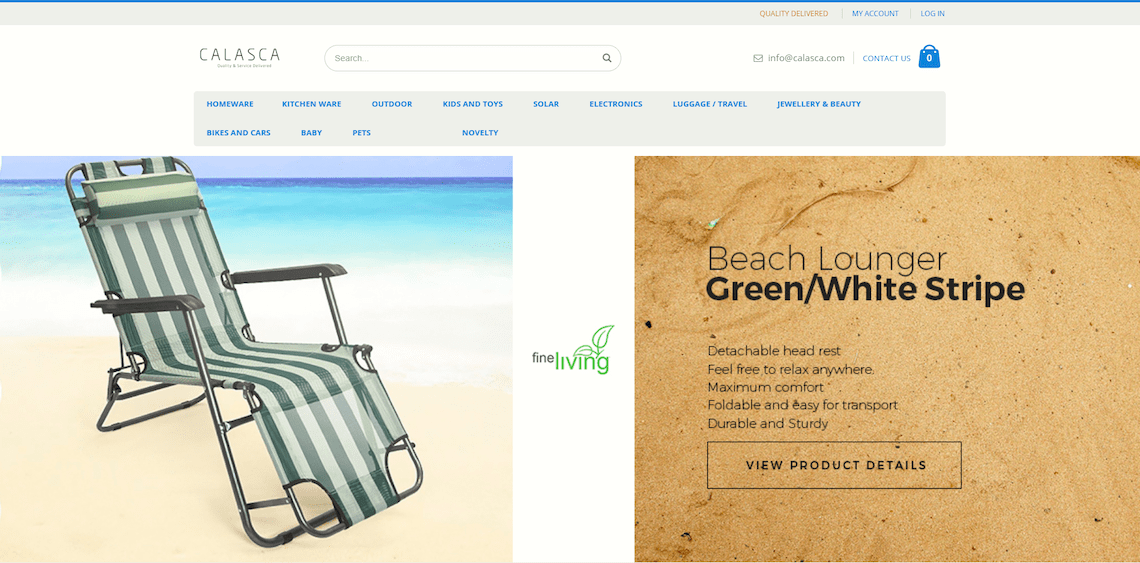 QUALITY DELIVERED MY ACCOUNT LOG IN
CALASCA
Quality & Service Delivered
Search...
info@calasca.com CONTACT US 0
HOMEWARE KITCHEN WARE OUTDOOR KIDS AND TOYS SOLAR ELECTRONICS LUGGAGE / TRAVEL JEWELLERY & BEAUTY
BIKES AND CARS BABY PETS NOVELTY
fineliving
Beach Lounger
Green/White Stripe
Detachable head rest
Feel free to relax anywhere.
Maximum comfort
Foldable and easy for transport
Durable and Sturdy
VIEW PRODUCT DETAILS